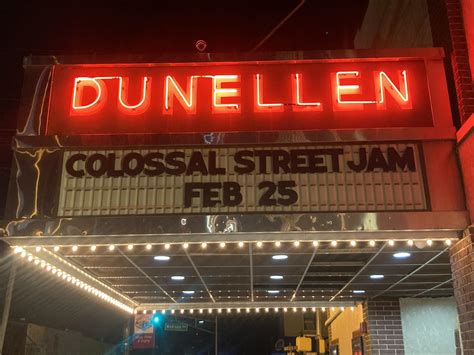 DUNELLEN
COLOSSAL STREET JAM
FEB 25